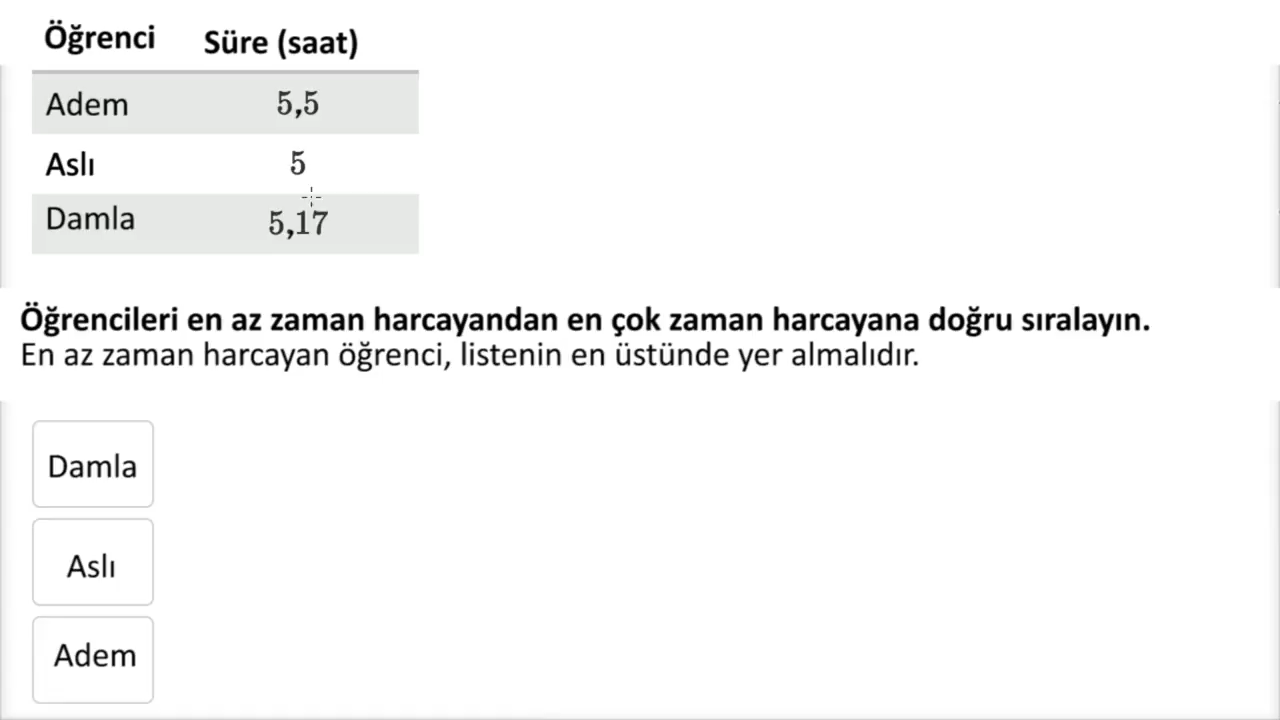 Öğrenci Süre (saat)
Adem 5,5
Aslı 5
Damla 5,17
Öğrencileri en az zaman harcayandan en çok zaman harcayana doğru sıralayın.
En az zaman harcayan öğrenci, listenin en üstünde yer almalıdır.
Damla
Aslı
Adem